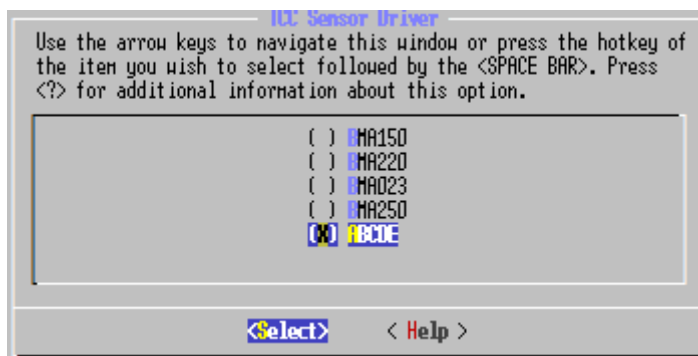 ICC Sensor Driver
Use the arrow keys to navigate this window or press the hotkey of
the item you wish to select followed by the <SPACE BAR>. Press
<?> for additional information about this option.
( ) BMA150
( ) BMA220
( ) BMA023
( ) BMA250
(X) ABCDE
<Select> < Help >